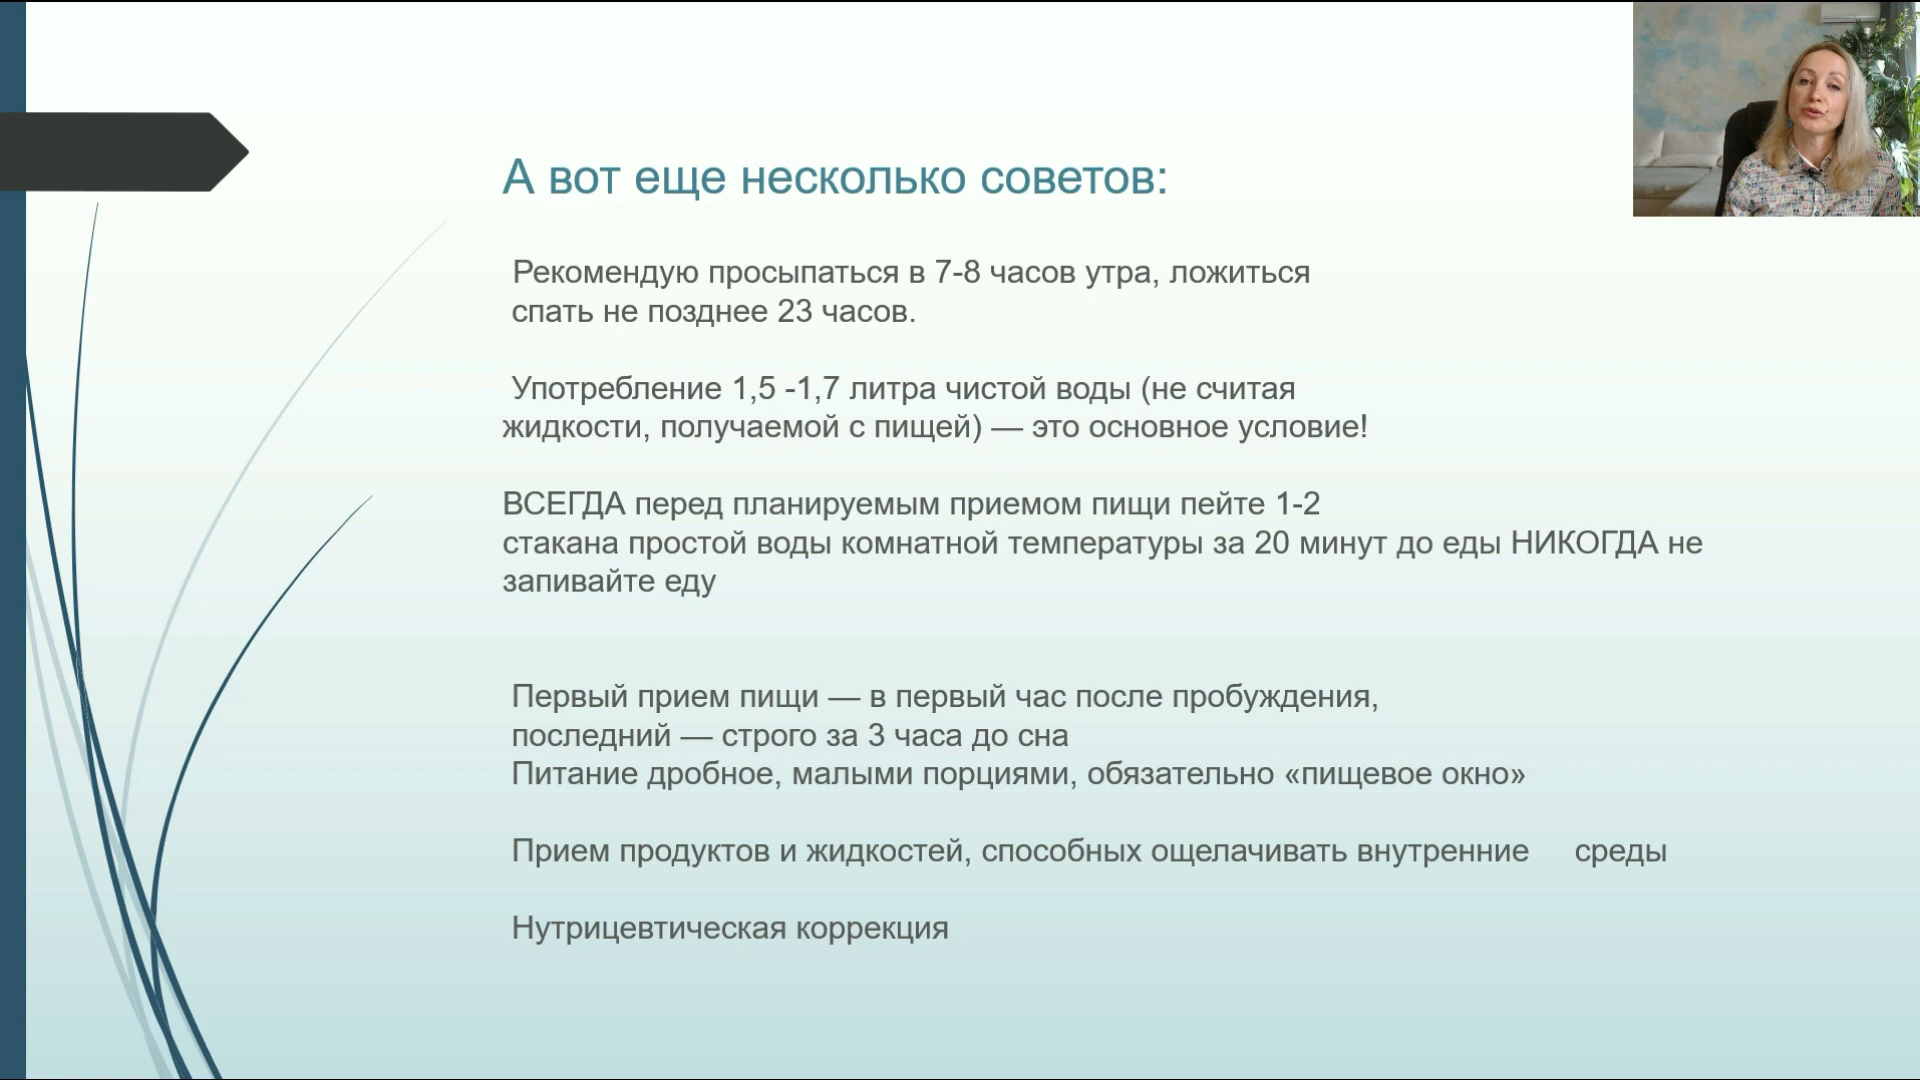 А вот еще несколько советов:
Рекомендую просыпаться в 7-8 часов утра, ложиться
спать не позднее 23 часов.
Употребление 1,5 -1,7 литра чистой воды (не считая
жидкости, получаемой с пищей) — это основное условие!
ВСЕГДА перед планируемым приемом пищи пейте 1-2
стакана простой воды комнатной температуры за 20 минут до еды НИКОГДА не
запивайте еду
Первый прием пищи — в первый час после пробуждения,
последний — строго за 3 часа до сна
Питание дробное, малыми порциями, обязательно «пищевое окно»
Прием продуктов и жидкостей, способных ощелачивать внутренние среды
Нутрицевтическая коррекция